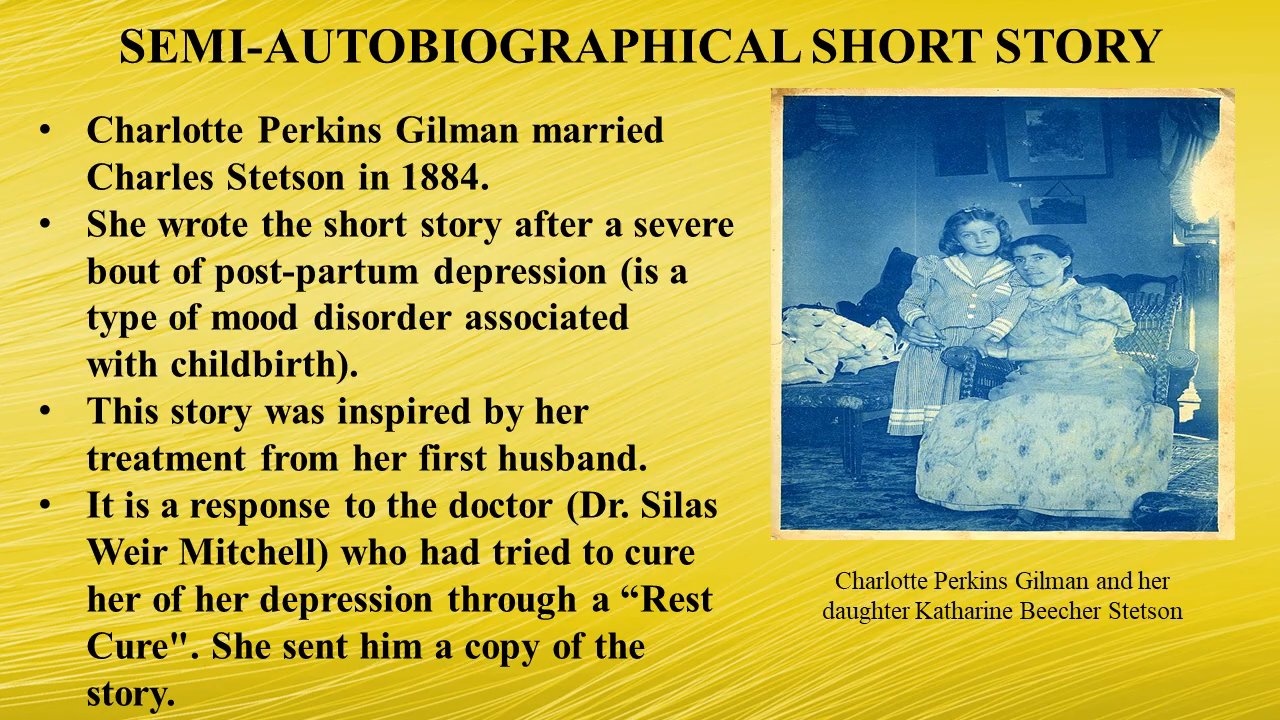 SEMI-AUTOBIOGRAPHICAL SHORT STORY
• Charlotte Perkins Gilman married
Charles Stetson in 1884.
• She wrote the short story after a severe
bout of post-partum depression (is a
type of mood disorder associated
with childbirth).
• This story was inspired by her
treatment from her first husband.
• It is a response to the doctor (Dr. Silas
Weir Mitchell) who had tried to cure
her of her depression through a “Rest
Cure". She sent him a copy of the
story.
Charlotte Perkins Gilman and her
daughter Katharine Beecher Stetson